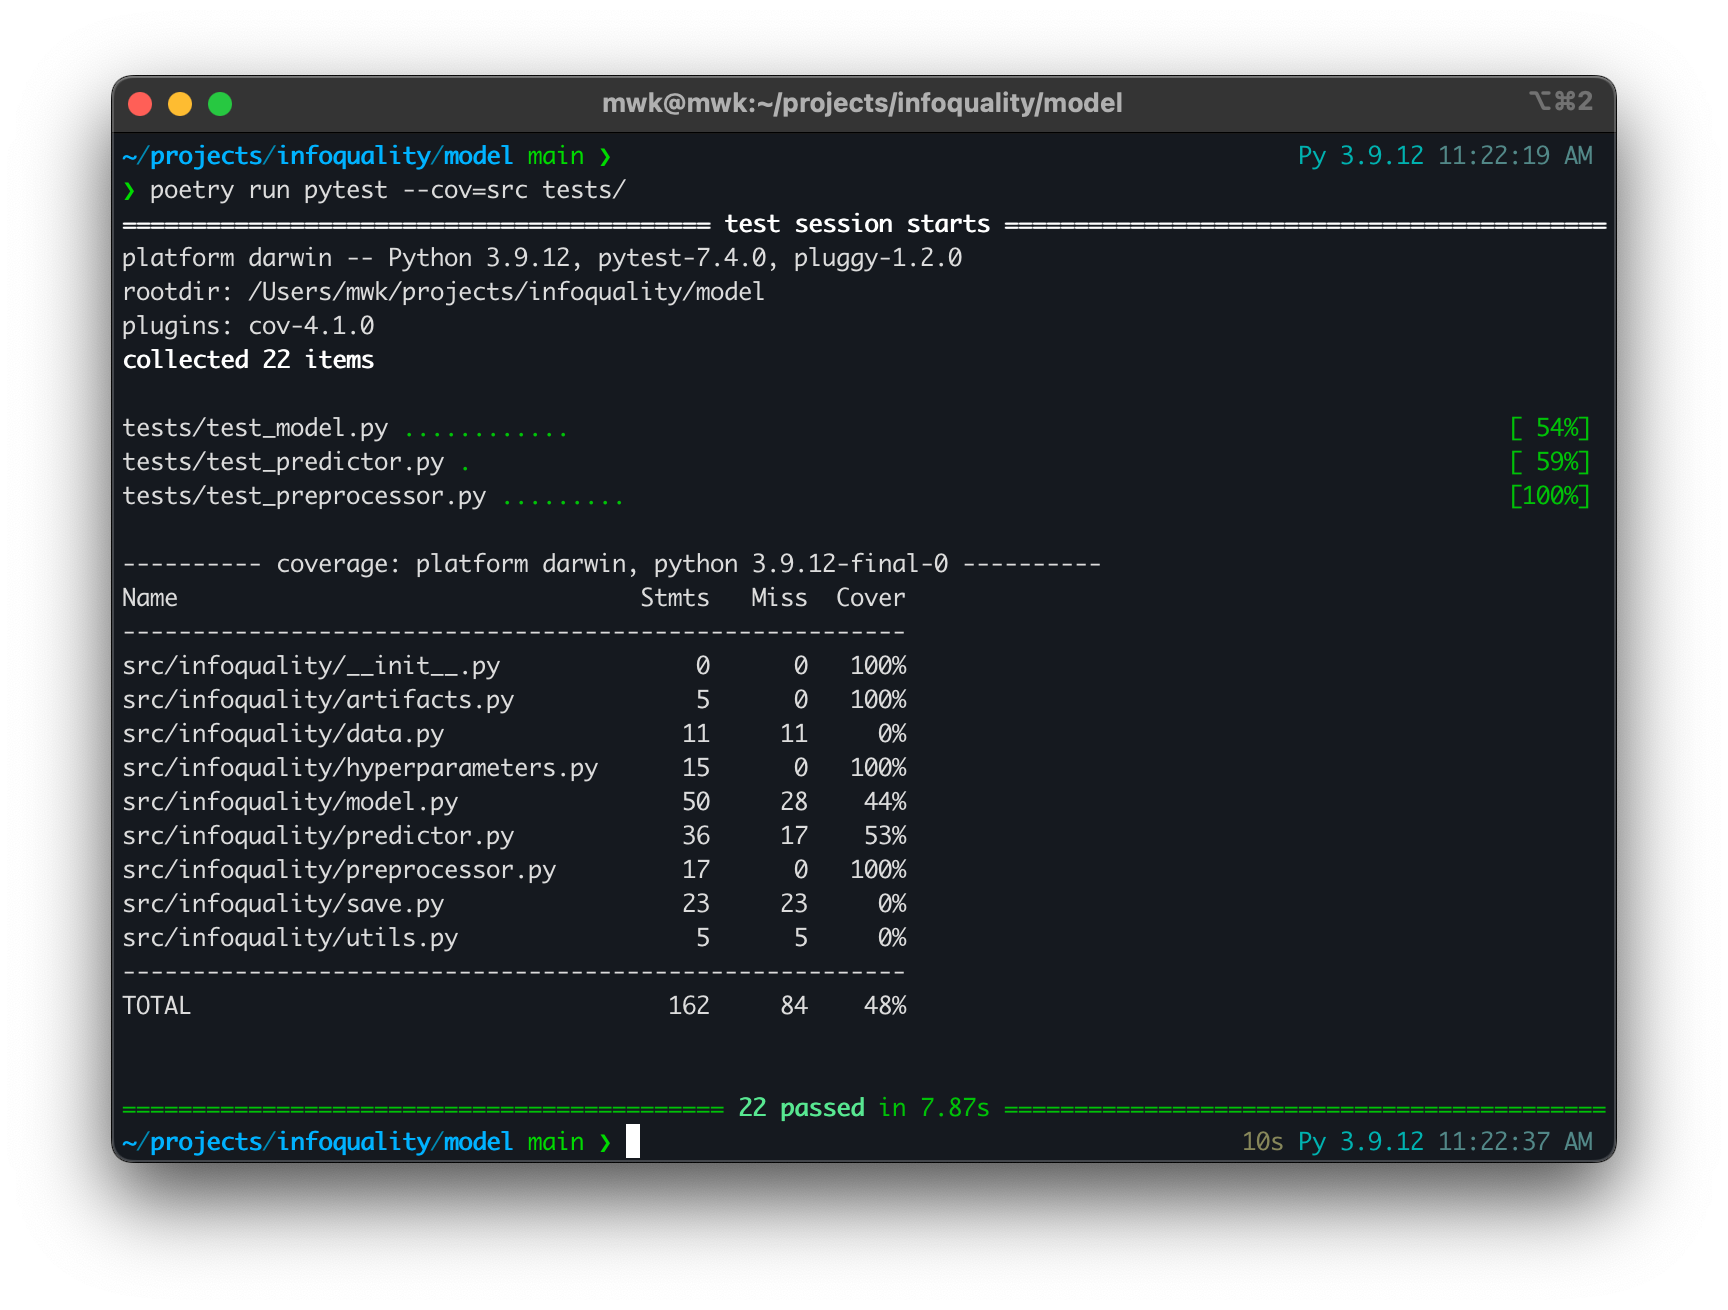 mwk@mwk:~/projects/infoquality/model ⌥⌘2
~/projects/infoquality/model main ❯ Py 3.9.12 11:22:19 AM
❯ poetry run pytest --cov=src tests/
========================================== test session starts ===========================================
platform darwin -- Python 3.9.12, pytest-7.4.0, pluggy-1.2.0
rootdir: /Users/mwk/projects/infoquality/model
plugins: cov-4.1.0
collected 22 items
tests/test_model.py ............ [ 54%]
tests/test_predictor.py . [ 59%]
tests/test_preprocessor.py ......... [100%]
---------- coverage: platform darwin, python 3.9.12-final-0 ----------
Name Stmts Miss Cover
--------------------------------------------------------
src/infoquality/__init__.py 0 0 100%
src/infoquality/artifacts.py 5 0 100%
src/infoquality/data.py 11 11 0%
src/infoquality/hyperparameters.py 15 0 100%
src/infoquality/model.py 50 28 44%
src/infoquality/predictor.py 36 17 53%
src/infoquality/preprocessor.py 17 0 100%
src/infoquality/save.py 23 23 0%
src/infoquality/utils.py 5 5 0%
--------------------------------------------------------
TOTAL 162 84 48%
=========================================== 22 passed in 7.87s ===========================================
~/projects/infoquality/model main ❯ 10s Py 3.9.12 11:22:37 AM